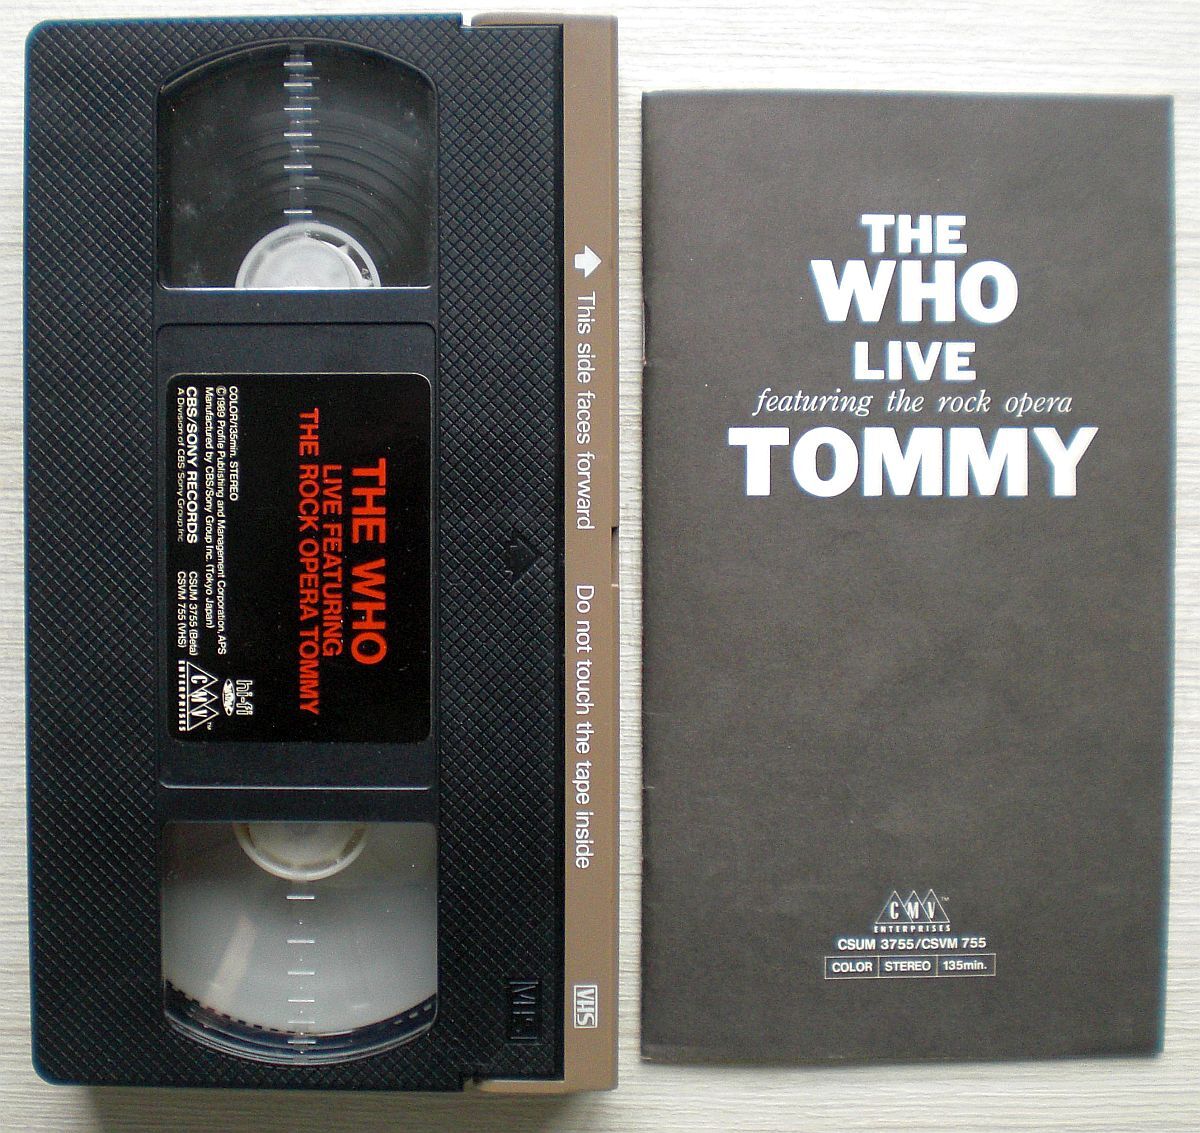 THE WHO
LIVE FEATURING
THE ROCK OPERA TOMMY
COLOR/135min. STEREO
©1989 Profile Publishing and Management Corporation, APS
Manufactured by CBS/Sony Group Inc. (Tokyo Japan)
CBS/SONY RECORDS
A Division of CBS Sony Group Inc
CSUM 3755 (Beta)
CSVM 755 (VHS)
hi-fi
CMV™
ENTERPRISES
This side faces forward Do not touch the tape inside
VHS
THE
WHO
LIVE
featuring the rock opera
TOMMY
CMV™
ENTERPRISES
CSUM 3755/CSVM 755
COLOR STEREO 135min.